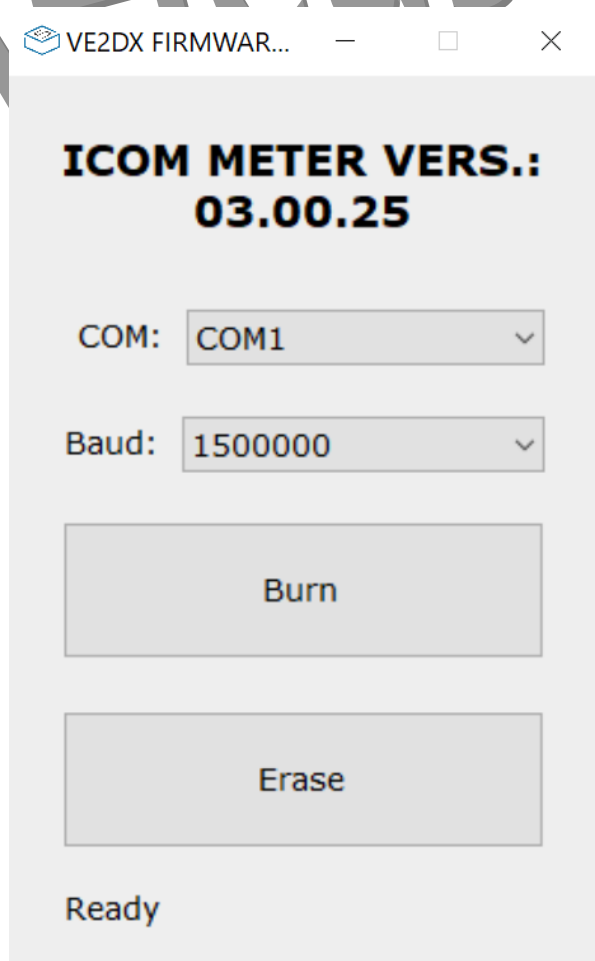 VE2DX FIRMWAR...
ICOM METER VERS.:
03.00.25
COM: COM1
Baud: 1500000
Burn
Erase
Ready